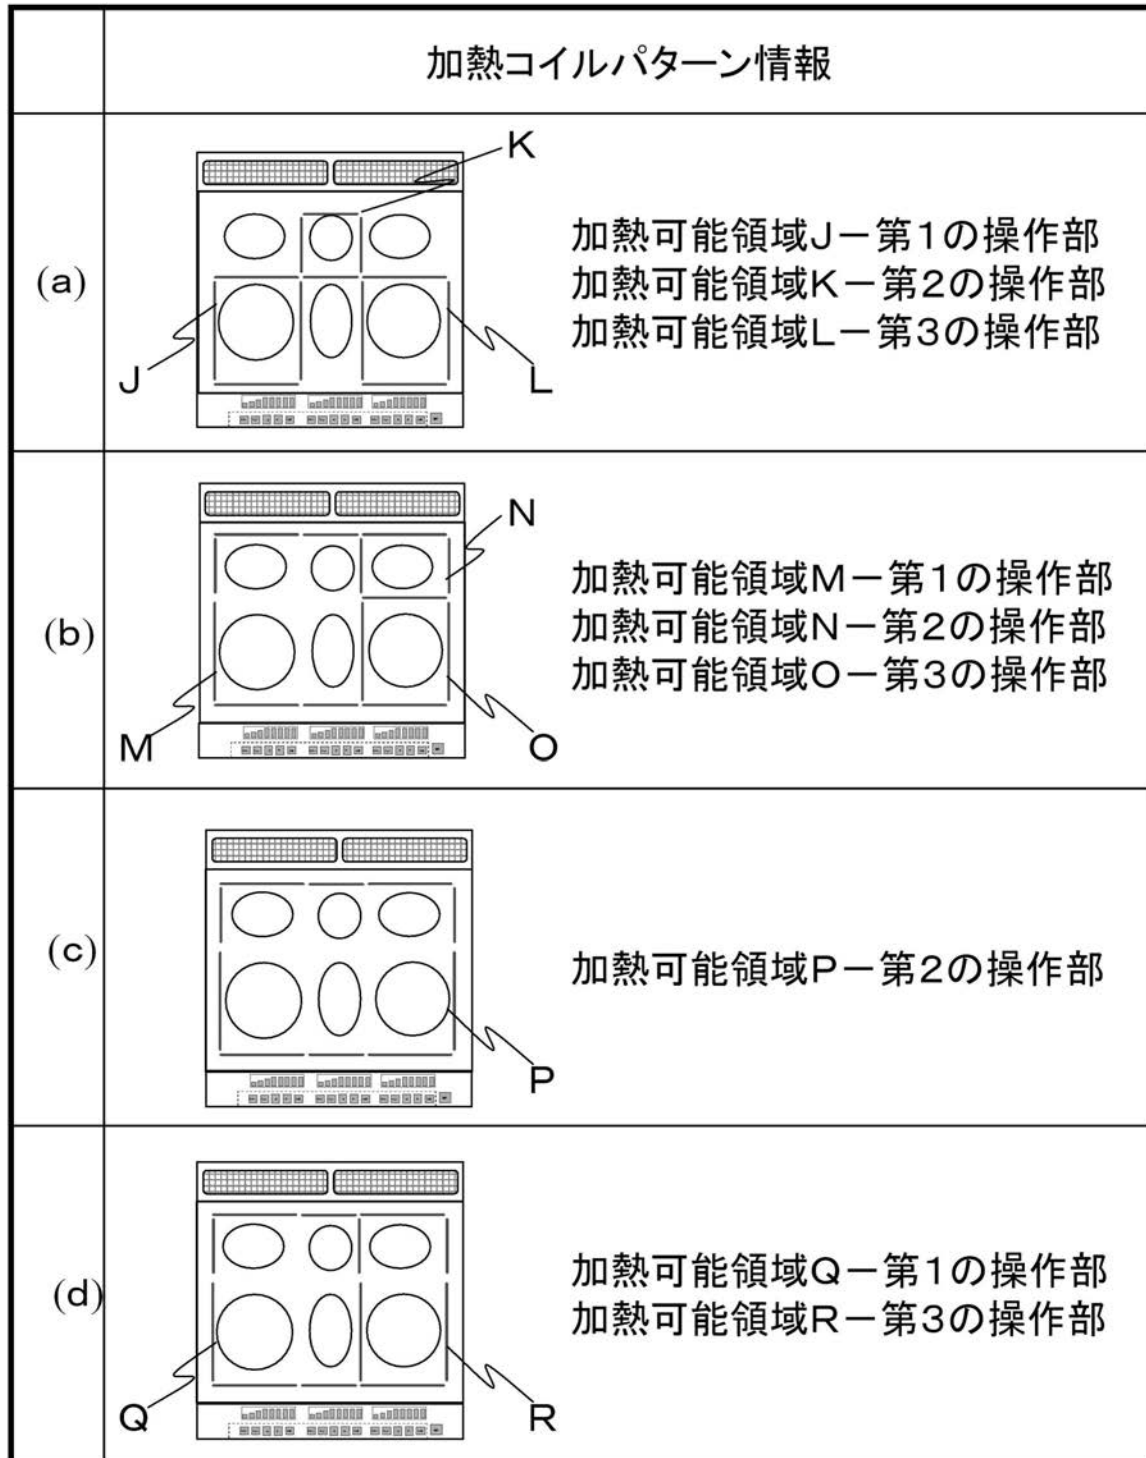 加熱コイルパターン情報
(a)
K
J
L
加熱可能領域J－第1の操作部
加熱可能領域K－第2の操作部
加熱可能領域L－第3の操作部
(b)
N
M
O
加熱可能領域M－第1の操作部
加熱可能領域N－第2の操作部
加熱可能領域O－第3の操作部
(c)
P
加熱可能領域P－第2の操作部
(d)
Q
R
加熱可能領域Q－第1の操作部
加熱可能領域R－第3の操作部